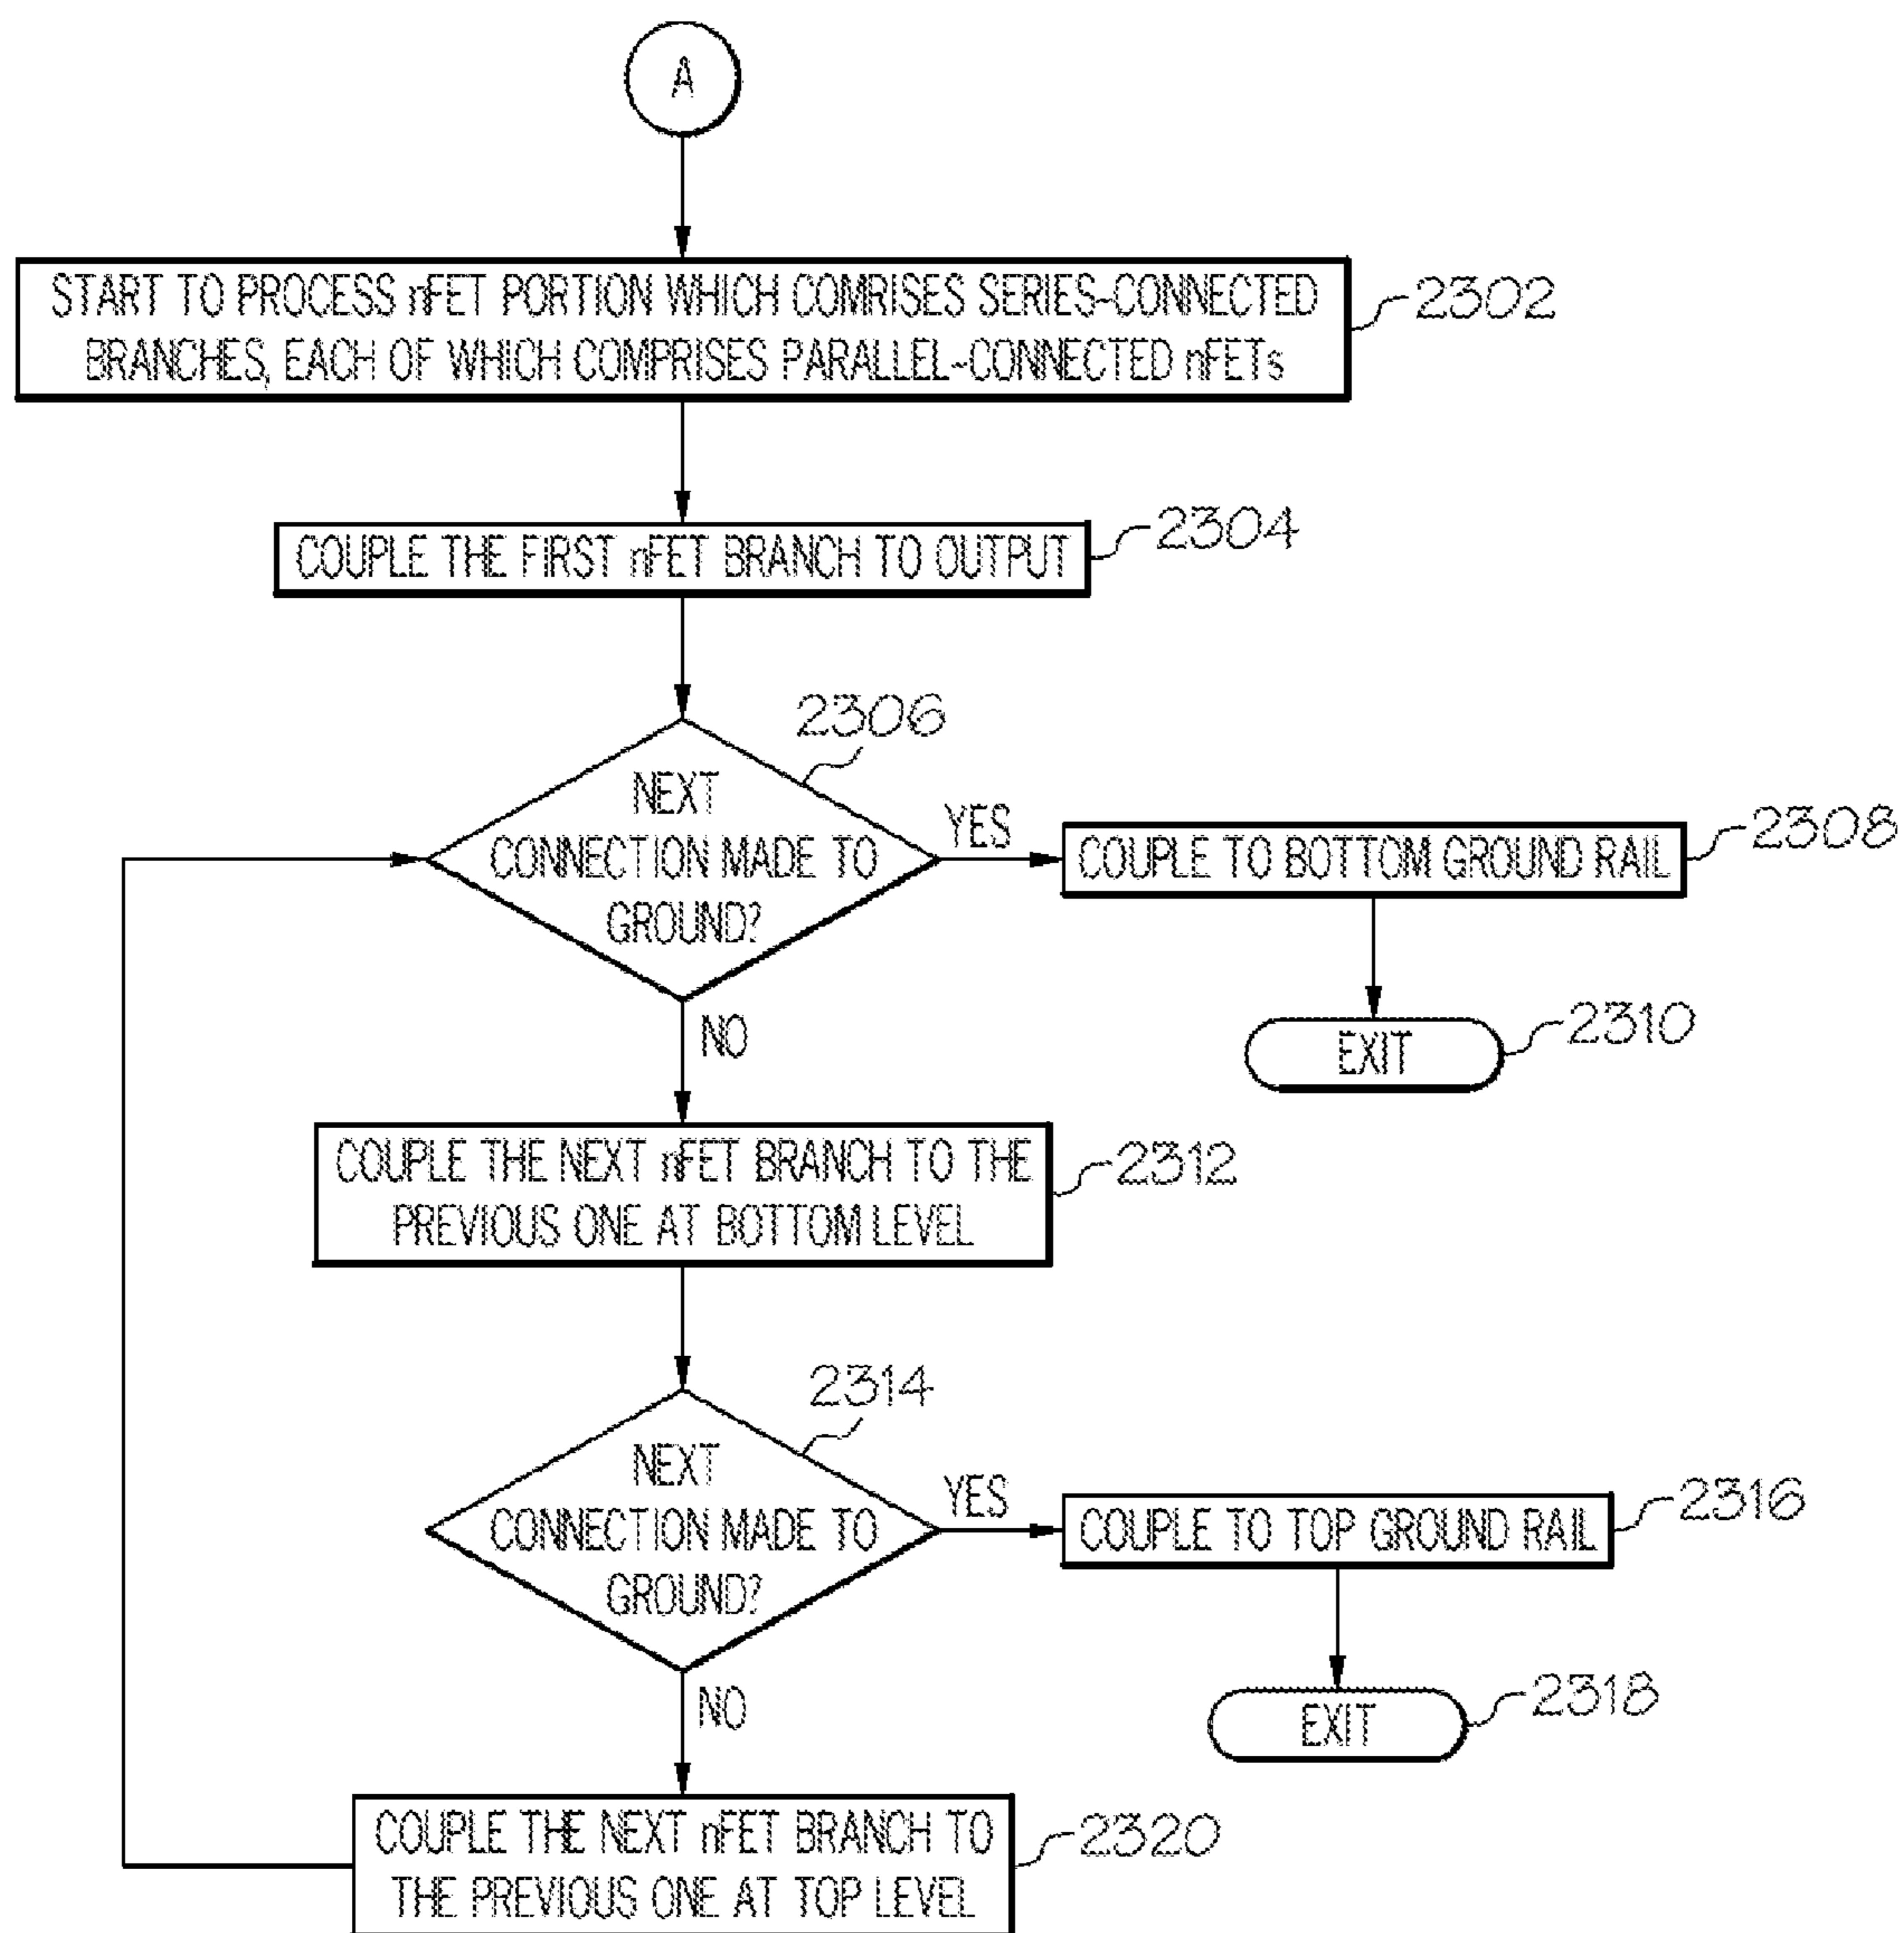 A
START TO PROCESS nFET PORTION WHICH COMRISES SERIES-CONNECTED
BRANCHES, EACH OF WHICH COMPRISES PARALLEL-CONNECTED nFETs
2302
COUPLE THE FIRST nFET BRANCH TO OUTPUT
2304
2306
NEXT
CONNECTION MADE TO
GROUND?
YES
COUPLE TO BOTTOM GROUND RAIL
2308
EXIT
2310
NO
COUPLE THE NEXT nFET BRANCH TO THE
PREVIOUS ONE AT BOTTOM LEVEL
2312
2314
NEXT
CONNECTION MADE TO
GROUND?
YES
COUPLE TO TOP GROUND RAIL
2316
EXIT
2318
NO
COUPLE THE NEXT nFET BRANCH TO
THE PREVIOUS ONE AT TOP LEVEL
2320